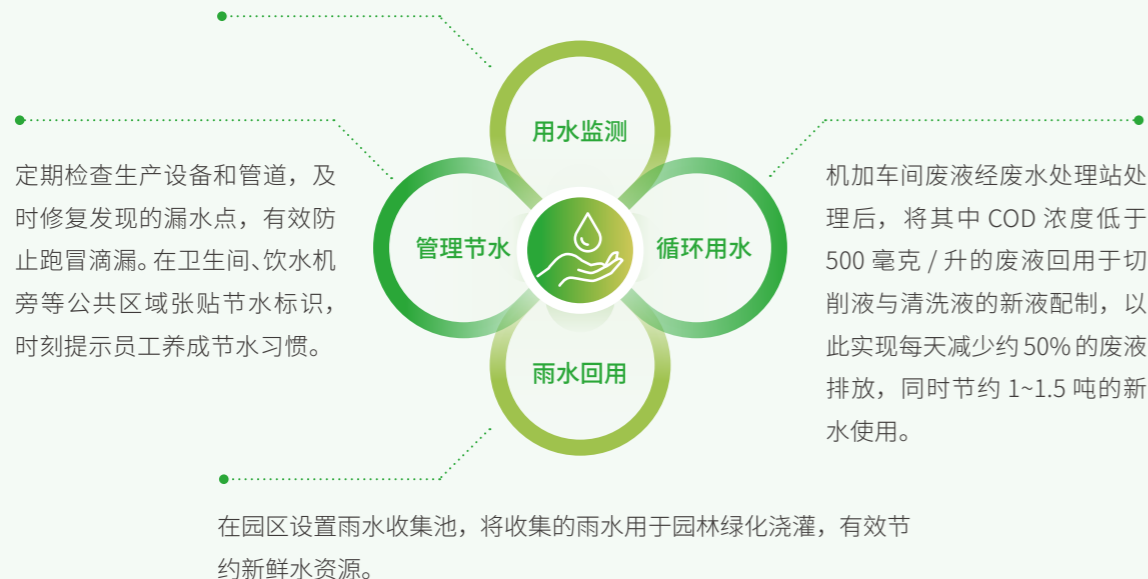 用水监测
管理节水
循环用水
雨水回用
定期检查生产设备和管道，及
时修复发现的漏水点，有效防
止跑冒滴漏。在卫生间、饮水机
旁等公共区域张贴节水标识，
时刻提示员工养成节水习惯。
机加车间废液经废水处理站处
理后，将其中 COD 浓度低于
500 毫克 / 升的废液回用于切
削液与清洗液的新液配制，以
此实现每天减少约 50% 的废液
排放，同时节约 1~1.5 吨的新
水使用。
在园区设置雨水收集池，将收集的雨水用于园林绿化浇灌，有效节
约新鲜水资源。